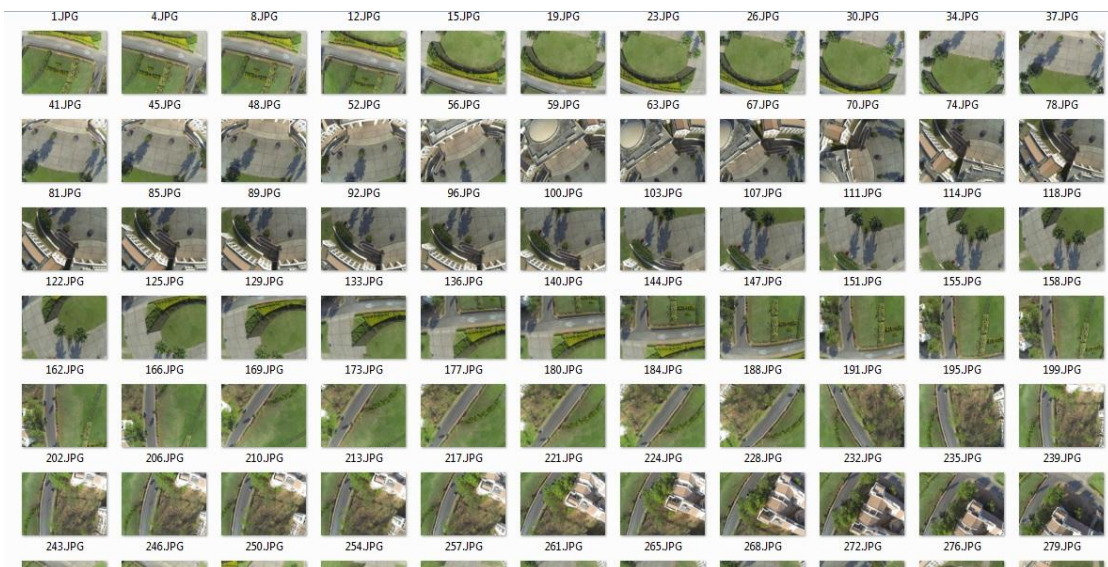 1.JPG 4.JPG 8.JPG 12.JPG 15.JPG 19.JPG 23.JPG 26.JPG 30.JPG 34.JPG 37.JPG
41.JPG 45.JPG 48.JPG 52.JPG 56.JPG 59.JPG 63.JPG 67.JPG 70.JPG 74.JPG 78.JPG
81.JPG 85.JPG 89.JPG 92.JPG 96.JPG 100.JPG 103.JPG 107.JPG 111.JPG 114.JPG 118.JPG
122.JPG 125.JPG 129.JPG 133.JPG 136.JPG 140.JPG 144.JPG 147.JPG 151.JPG 155.JPG 158.JPG
162.JPG 166.JPG 169.JPG 173.JPG 177.JPG 180.JPG 184.JPG 188.JPG 191.JPG 195.JPG 199.JPG
202.JPG 206.JPG 210.JPG 213.JPG 217.JPG 221.JPG 224.JPG 228.JPG 232.JPG 235.JPG 239.JPG
243.JPG 246.JPG 250.JPG 254.JPG 257.JPG 261.JPG 265.JPG 268.JPG 272.JPG 276.JPG 279.JPG